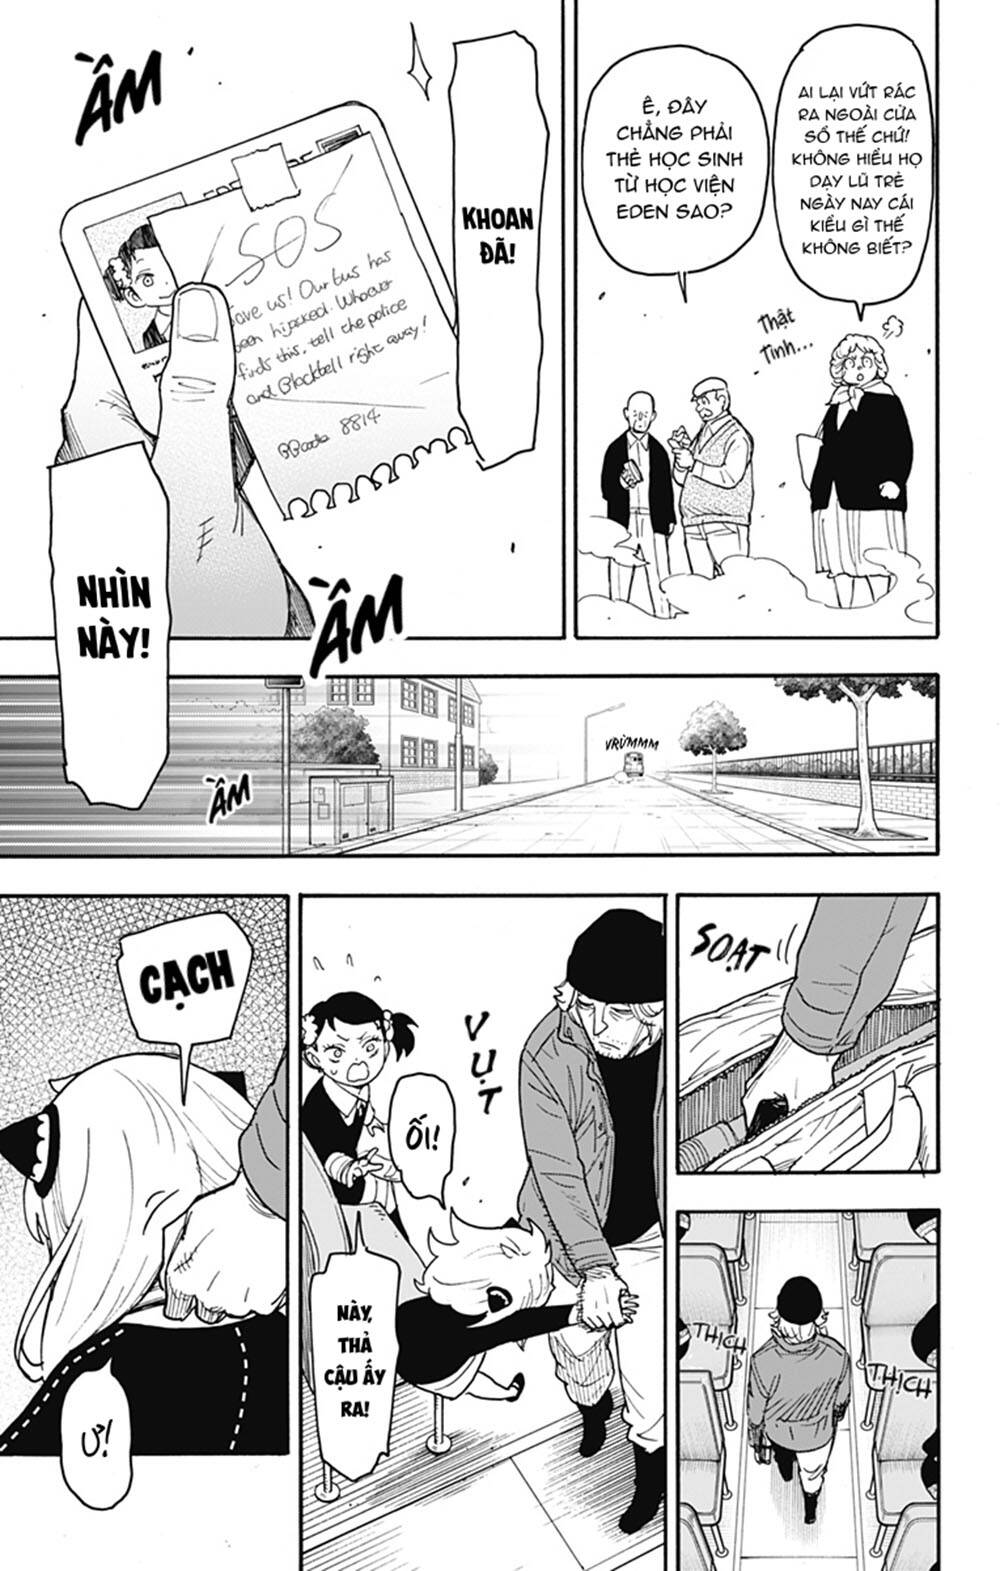 AI LẠI VỨT RÁC
RA NGOÀI CỬA
SỔ THẾ CHỨ!
KHÔNG HIỂU HỌ
DẠY LŨ TRẺ
NGÀY NAY CÁI
KIỂU GÌ THẾ
KHÔNG BIẾT?
Ê, ĐÂY
CHẲNG PHẢI
THẺ HỌC SINH
TỪ HỌC VIỆN
EDEN SAO?
Thật
tình...
KHOAN
ĐÃ!
ẦM
SOS
Save us! Our bus has
been hijacked. Whoever
finds this, tell the police
and Blackbell right away!
BBcode 8814
NHÌN
NÀY!
ẦM
VRỪMMM
ẦM
SOẠT
THỊCH
THỊCH
VỤT
ỐI!
NÀY,
THẢ
CẬU ẤY
RA!
CẠCH
Ư!